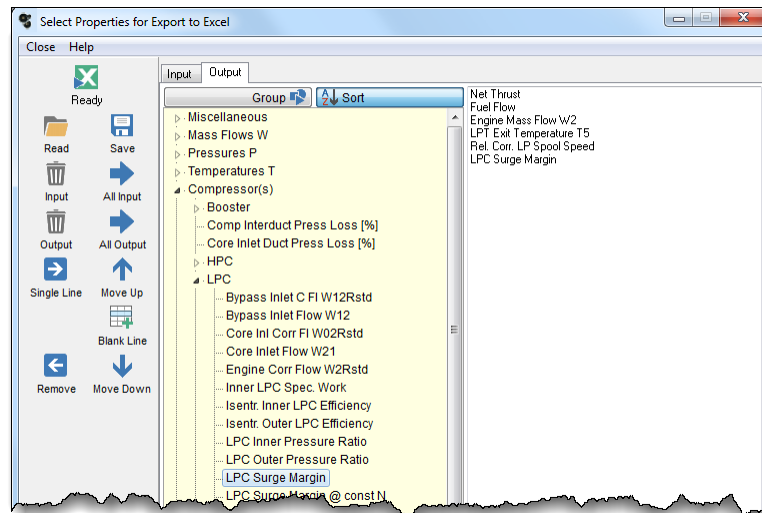 Select Properties for Export to Excel
Close Help
Ready
Read Save
Input All Input
Output All Output
Single Line Move Up
Blank Line
Remove Move Down
Input Output
Group Sort
Miscellaneous
Mass Flows W
Pressures P
Temperatures T
Compressor(s)
Booster
Comp Interduct Press Loss [%]
Core Inlet Duct Press Loss [%]
HPC
LPC
Bypass Inlet C Fl W12Rstd
Bypass Inlet Flow W12
Core Inl Corr Fl W02Rstd
Core Inlet Flow W21
Engine Corr Flow W2Rstd
Inner LPC Spec. Work
Isentr. Inner LPC Efficiency
Isentr. Outer LPC Efficiency
LPC Inner Pressure Ratio
LPC Outer Pressure Ratio
LPC Surge Margin
LPC Surge Margin @ const N
Net Thrust
Fuel Flow
Engine Mass Flow W2
LPT Exit Temperature T5
Rel. Corr. LP Spool Speed
LPC Surge Margin